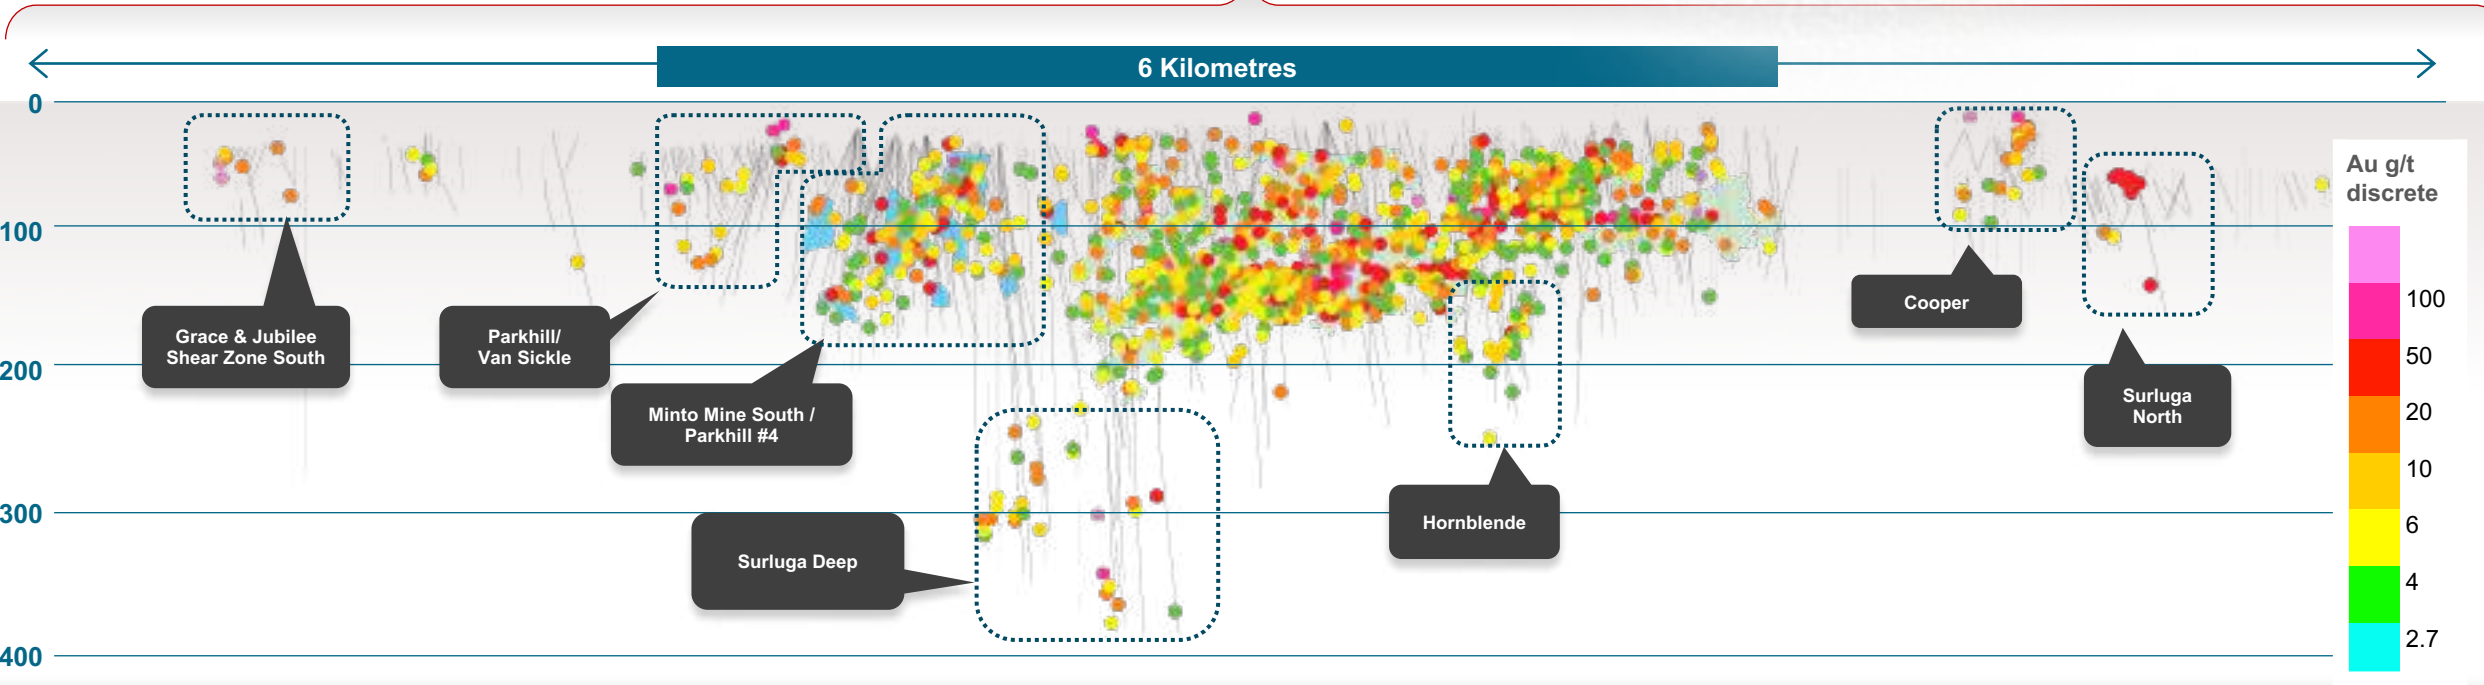 6 Kilometres
0
100
200
300
400
Grace & Jubilee
Shear Zone South
Parkhill/
Van Sickle
Minto Mine South /
Parkhill #4
Surluga Deep
Hornblende
Cooper
Surluga
North
Au g/t
discrete
100
50
20
10
6
4
2.7